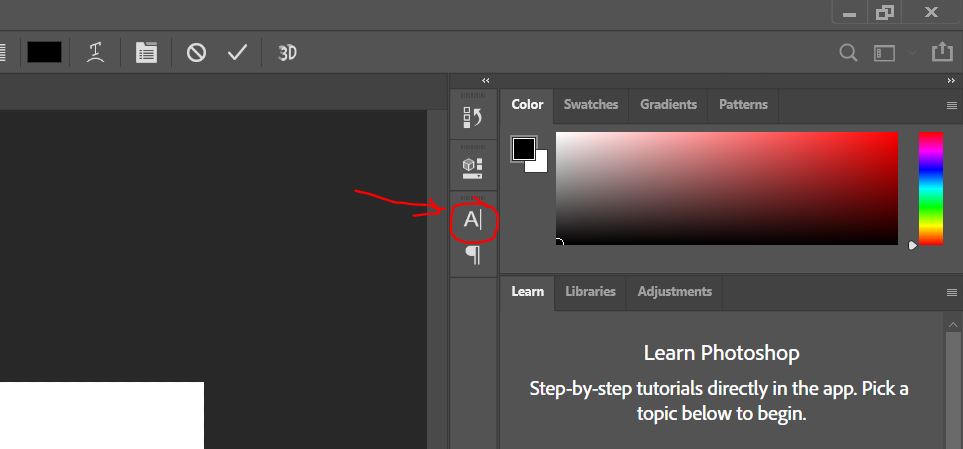 3D
Color Swatches Gradients Patterns
A|
¶
Learn Libraries Adjustments
Learn Photoshop
Step-by-step tutorials directly in the app. Pick a
topic below to begin.